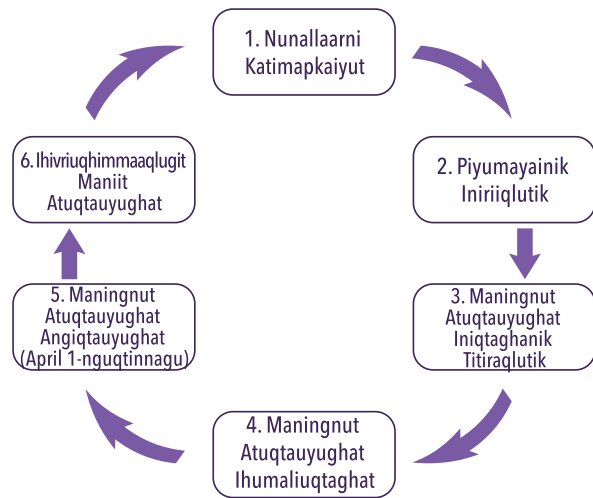 1. Nunallaarni
Katimapkaiyut
2. Piyumayainik
Iniriiqlutik
3. Maningnut
Atuqtauyughat
Iniqtaghanik
Titiraqlutik
4. Maningnut
Atuqtauyughat
Ihumaliuqtaghat
5. Maningnut
Atuqtauyughat
Angiqtauyughat
(April 1-nguqtinnagu)
6. Ihivriuqhimmaaqlugit
Maniit
Atuqtauyughat